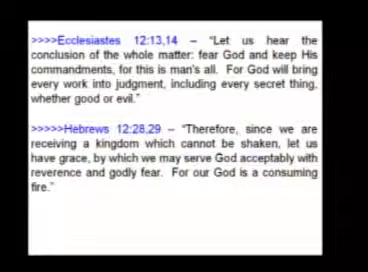 >>>>Ecclesiastes 12:13,14 – "Let us hear the
conclusion of the whole matter: fear God and keep His
commandments, for this is man's all. For God will bring
every work into judgment, including every secret thing,
whether good or evil."
>>>>>Hebrews 12:28,29 – "Therefore, since we are
receiving a kingdom which cannot be shaken, let us
have grace, by which we may serve God acceptably with
reverence and godly fear. For our God is a consuming
fire."